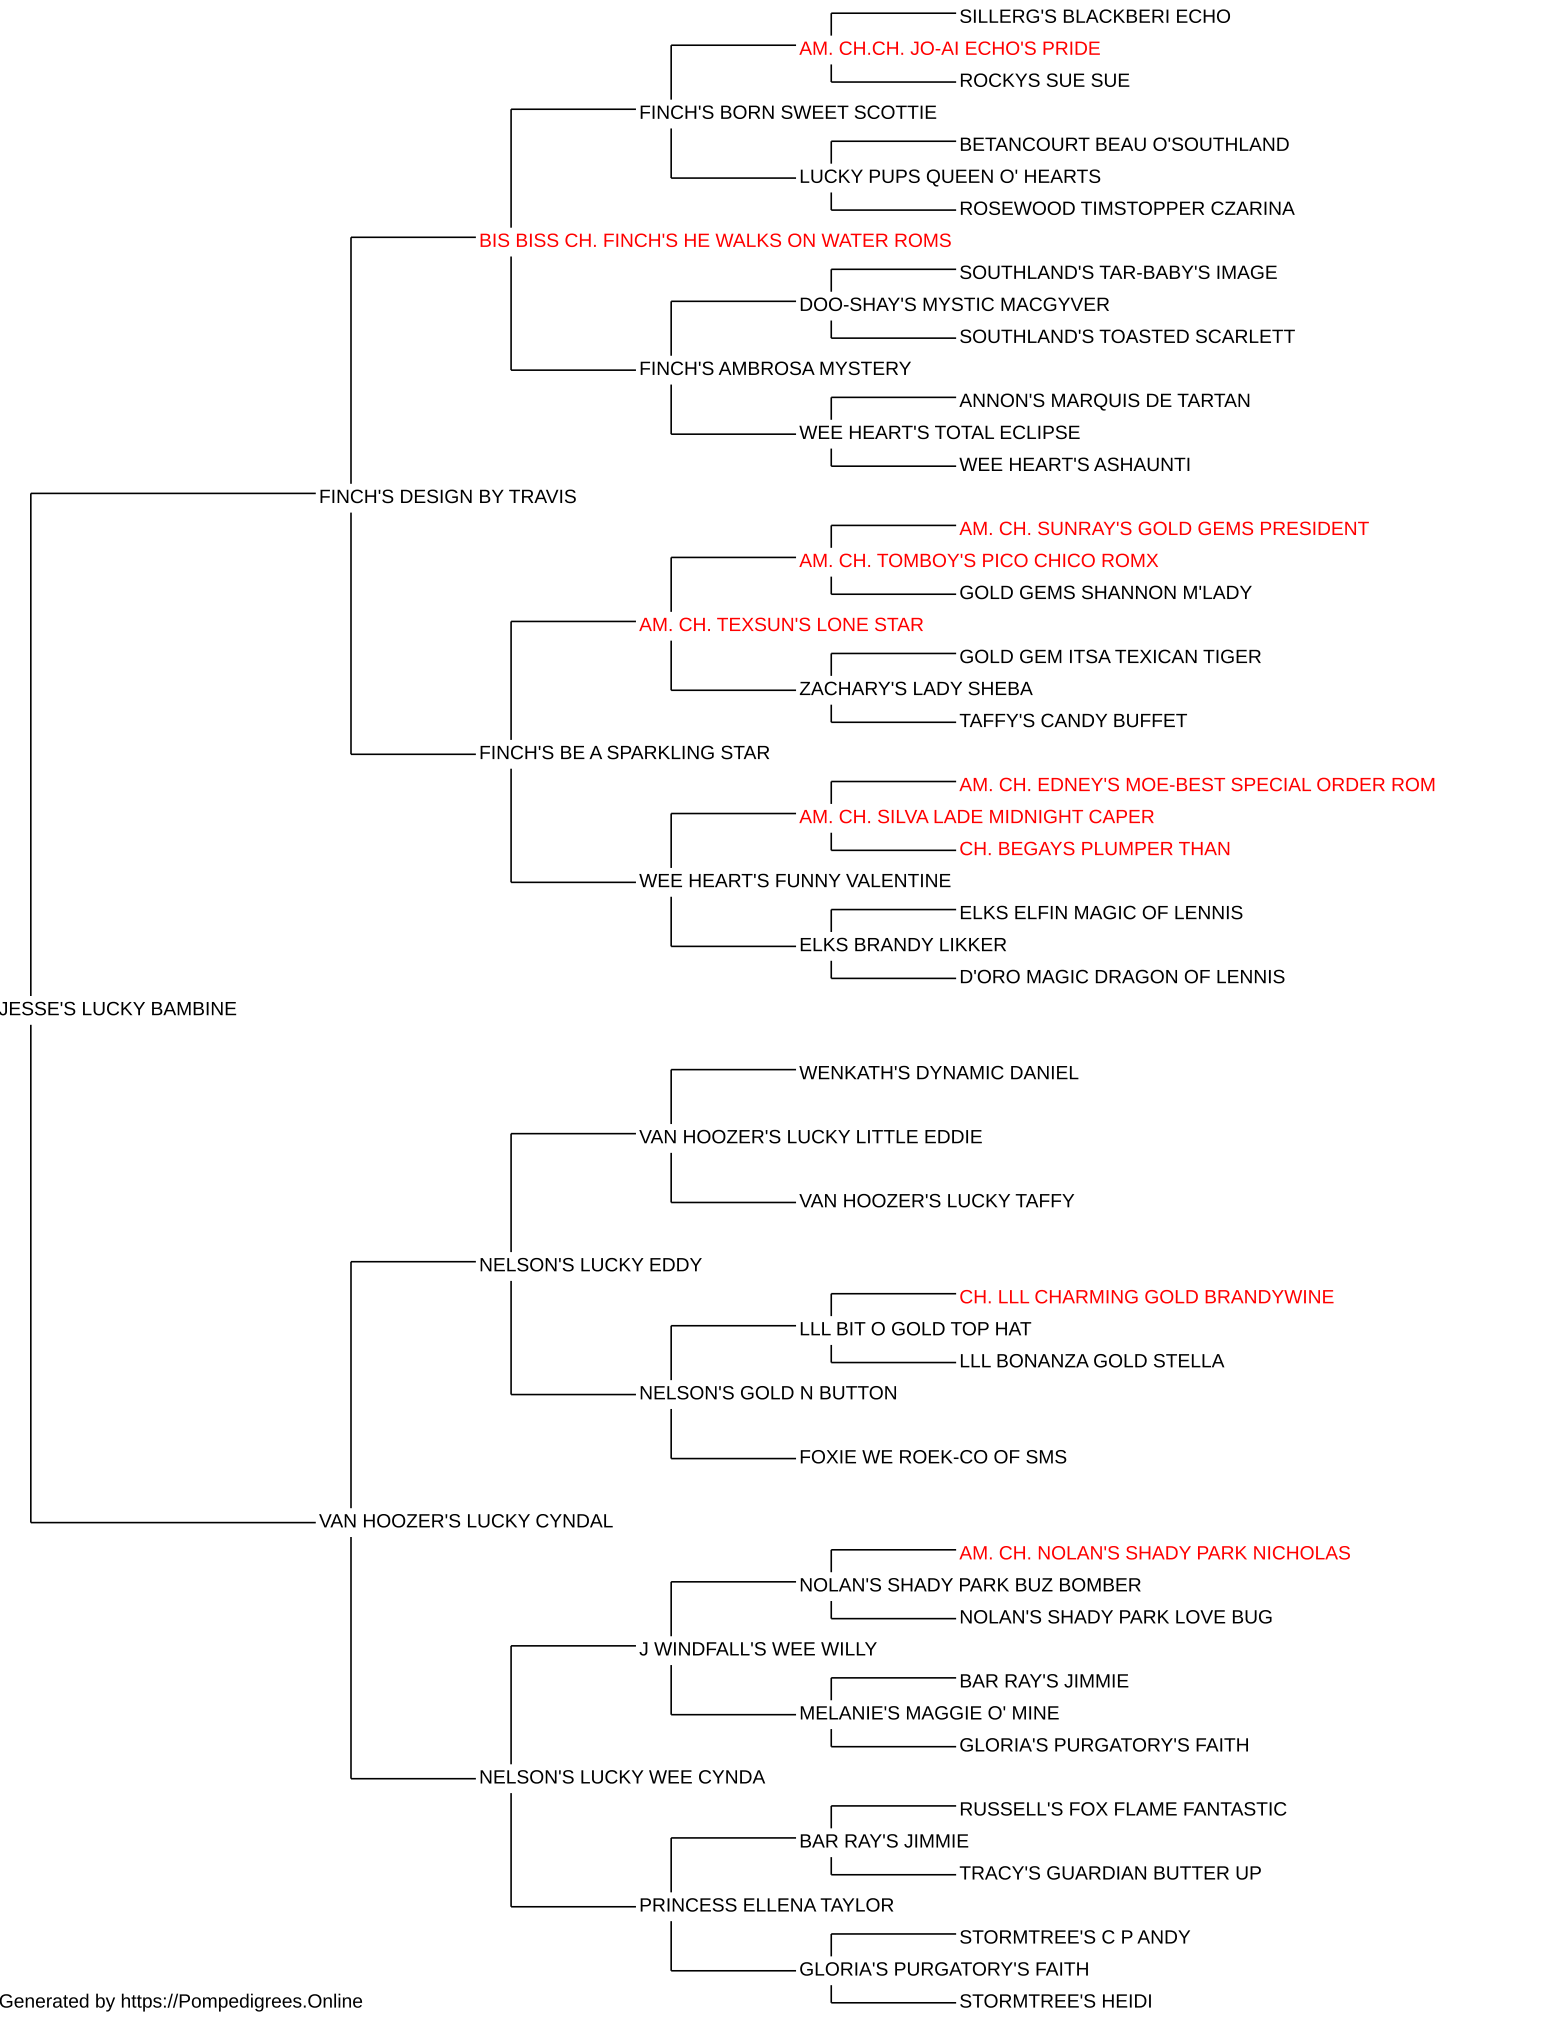 SILLERG'S BLACKBERI ECHO
AM. CH.CH. JO-AI ECHO'S PRIDE
ROCKYS SUE SUE
FINCH'S BORN SWEET SCOTTIE
BETANCOURT BEAU O'SOUTHLAND
LUCKY PUPS QUEEN O' HEARTS
ROSEWOOD TIMSTOPPER CZARINA
BIS BISS CH. FINCH'S HE WALKS ON WATER ROMS
SOUTHLAND'S TAR-BABY'S IMAGE
DOO-SHAY'S MYSTIC MACGYVER
SOUTHLAND'S TOASTED SCARLETT
FINCH'S AMBROSA MYSTERY
ANNON'S MARQUIS DE TARTAN
WEE HEART'S TOTAL ECLIPSE
WEE HEART'S ASHAUNTI
FINCH'S DESIGN BY TRAVIS
AM. CH. SUNRAY'S GOLD GEMS PRESIDENT
AM. CH. TOMBOY'S PICO CHICO ROMX
GOLD GEMS SHANNON M'LADY
AM. CH. TEXSUN'S LONE STAR
GOLD GEM ITSA TEXICAN TIGER
ZACHARY'S LADY SHEBA
TAFFY'S CANDY BUFFET
FINCH'S BE A SPARKLING STAR
AM. CH. EDNEY'S MOE-BEST SPECIAL ORDER ROM
AM. CH. SILVA LADE MIDNIGHT CAPER
CH. BEGAYS PLUMPER THAN
WEE HEART'S FUNNY VALENTINE
ELKS ELFIN MAGIC OF LENNIS
ELKS BRANDY LIKKER
D'ORO MAGIC DRAGON OF LENNIS
JESSE'S LUCKY BAMBINE
WENKATH'S DYNAMIC DANIEL
VAN HOOZER'S LUCKY LITTLE EDDIE
VAN HOOZER'S LUCKY TAFFY
NELSON'S LUCKY EDDY
CH. LLL CHARMING GOLD BRANDYWINE
LLL BIT O GOLD TOP HAT
LLL BONANZA GOLD STELLA
NELSON'S GOLD N BUTTON
FOXIE WE ROEK-CO OF SMS
VAN HOOZER'S LUCKY CYNDAL
AM. CH. NOLAN'S SHADY PARK NICHOLAS
NOLAN'S SHADY PARK BUZ BOMBER
NOLAN'S SHADY PARK LOVE BUG
J WINDFALL'S WEE WILLY
BAR RAY'S JIMMIE
MELANIE'S MAGGIE O' MINE
GLORIA'S PURGATORY'S FAITH
NELSON'S LUCKY WEE CYNDA
RUSSELL'S FOX FLAME FANTASTIC
BAR RAY'S JIMMIE
TRACY'S GUARDIAN BUTTER UP
PRINCESS ELLENA TAYLOR
STORMTREE'S C P ANDY
GLORIA'S PURGATORY'S FAITH
STORMTREE'S HEIDI
Generated by https://Pompedigrees.Online